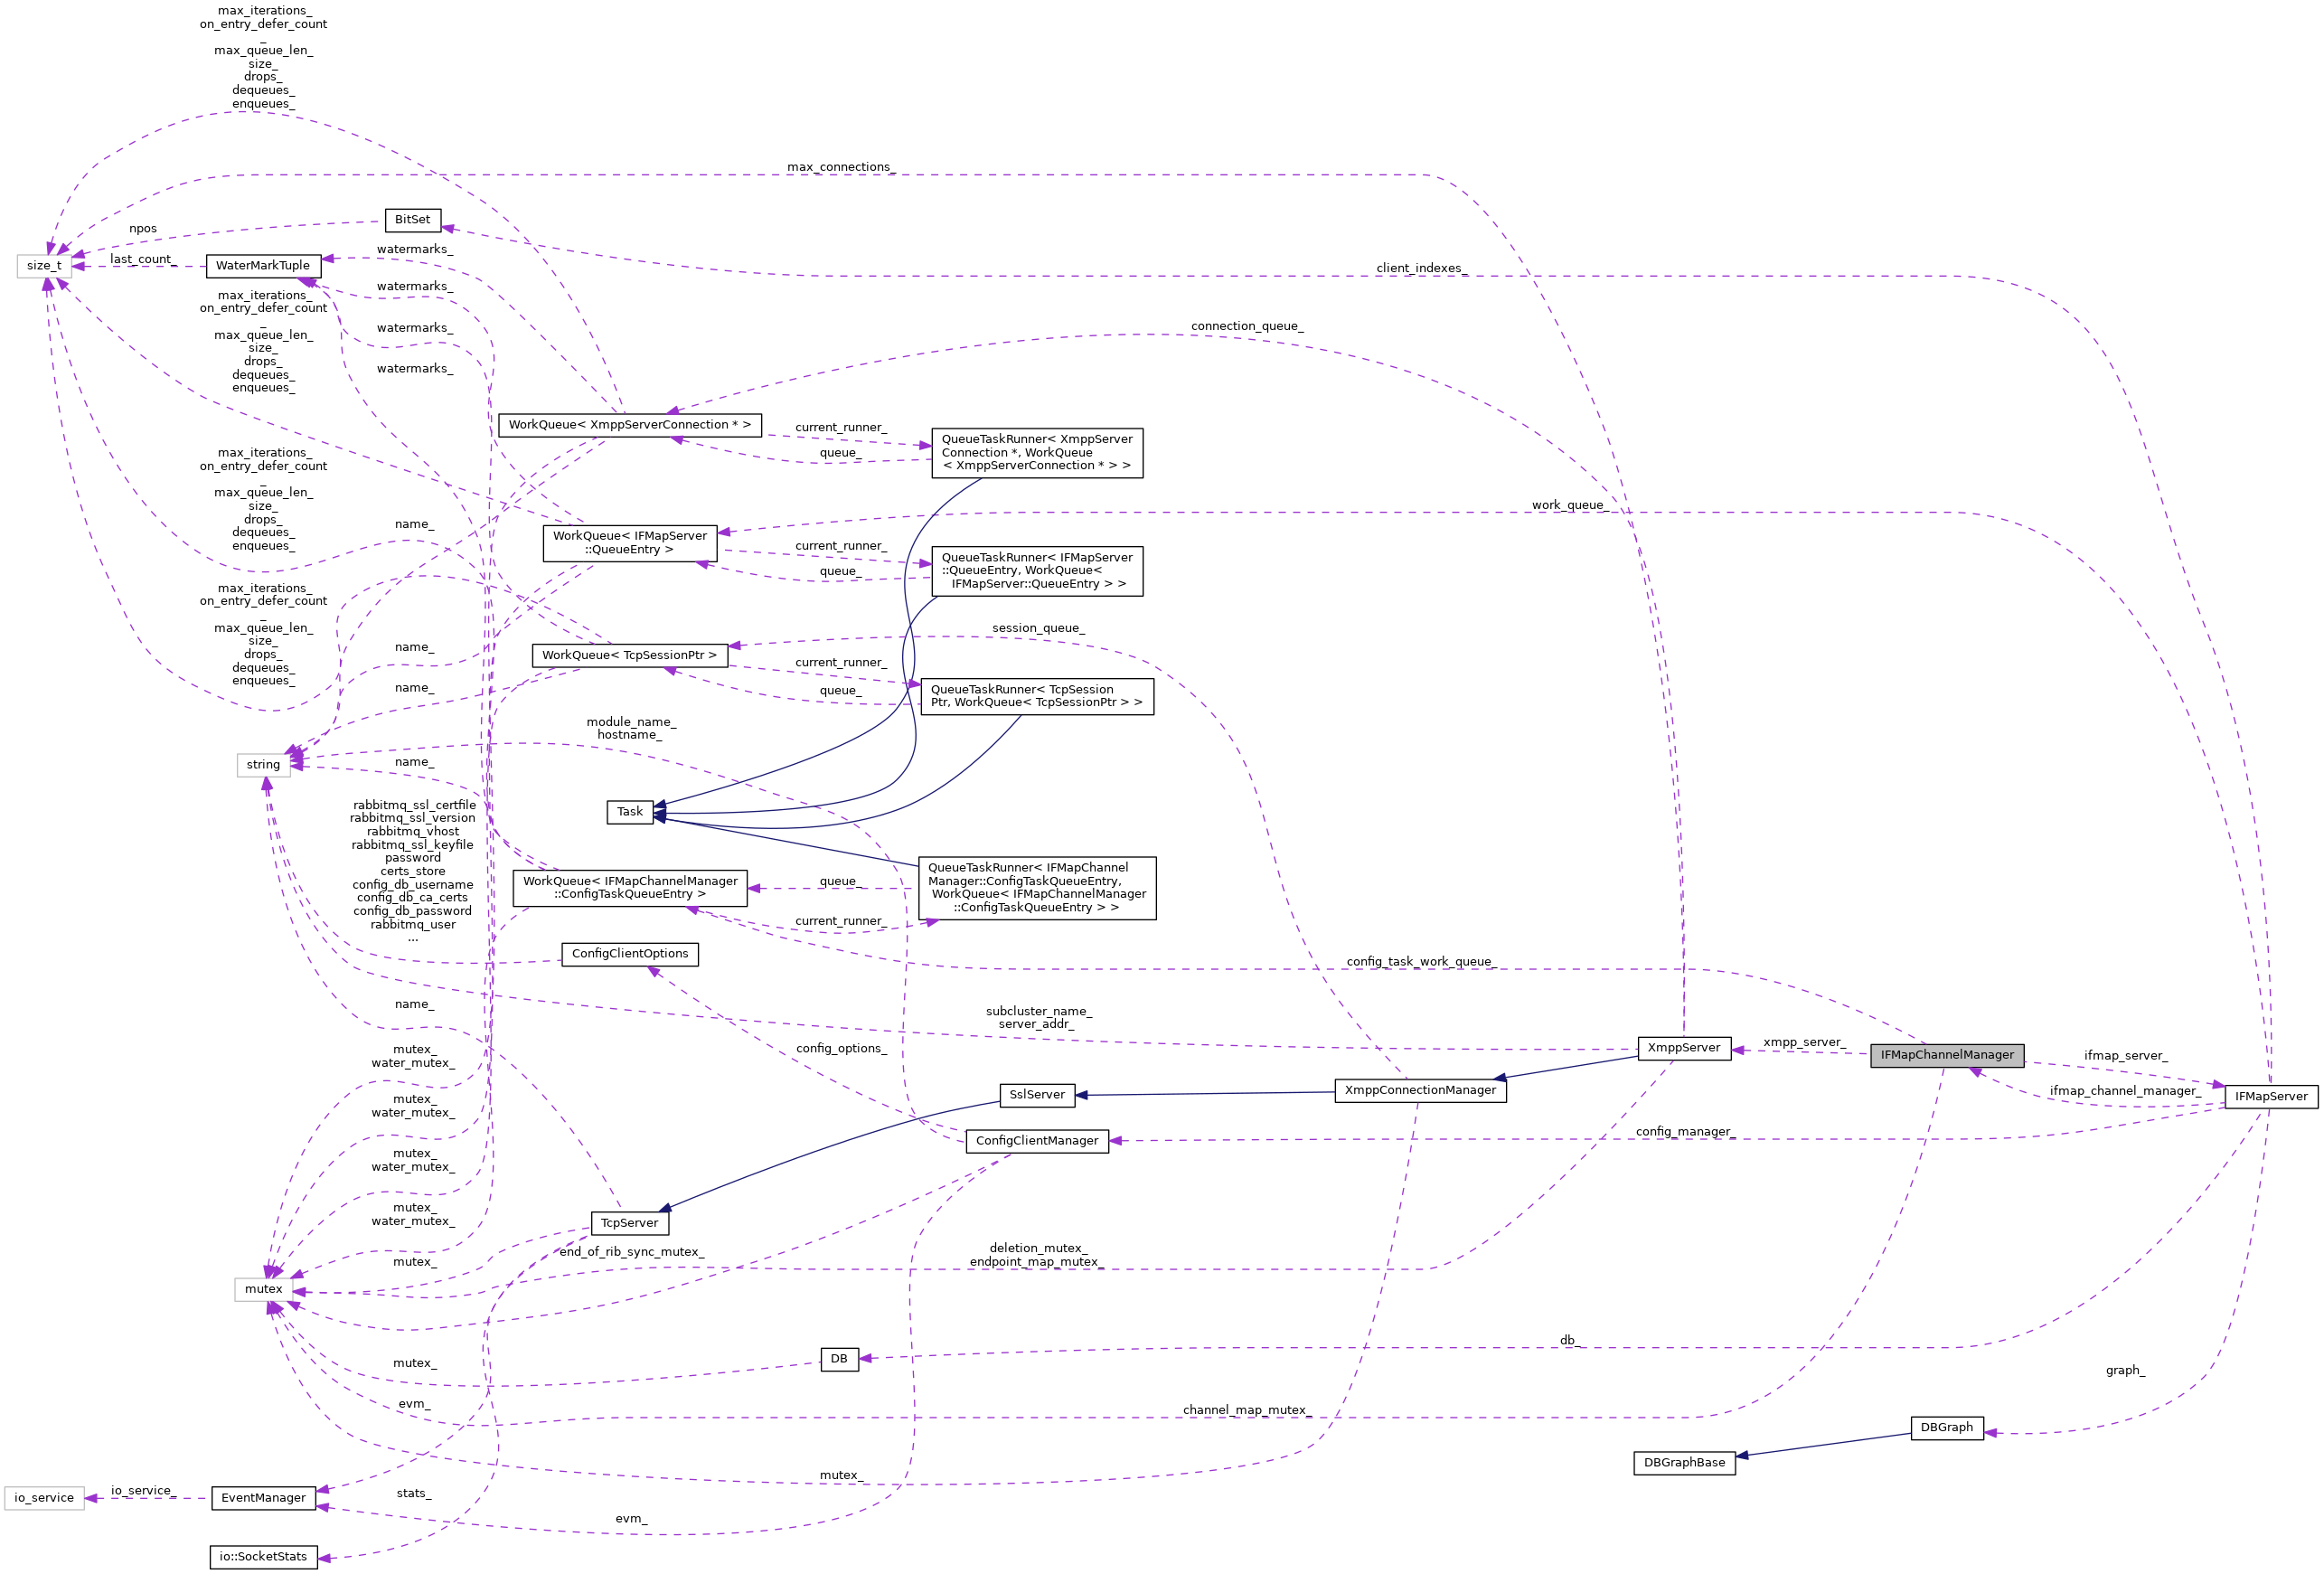 max_iterations_
on_entry_defer_count
_
max_queue_len_
size_
drops_
dequeues_
enqueues_
max_connections_
BitSet
npos
watermarks_
size_t
last_count_
WaterMarkTuple
client_indexes_
watermarks_
max_iterations_
on_entry_defer_count
_
max_queue_len_
size_
drops_
dequeues_
enqueues_
watermarks_
connection_queue_
watermarks_
WorkQueue< XmppServerConnection * >
current_runner_
queue_
QueueTaskRunner< XmppServer
Connection *, WorkQueue
< XmppServerConnection * > >
max_iterations_
on_entry_defer_count
_
max_queue_len_
size_
drops_
dequeues_
enqueues_
name_
work_queue_
WorkQueue< IFMapServer
::QueueEntry >
current_runner_
queue_
QueueTaskRunner< IFMapServer
::QueueEntry, WorkQueue<
IFMapServer::QueueEntry > >
max_iterations_
on_entry_defer_count
_
max_queue_len_
size_
drops_
dequeues_
enqueues_
name_
session_queue_
WorkQueue< TcpSessionPtr >
current_runner_
queue_
name_
QueueTaskRunner< TcpSession
Ptr, WorkQueue< TcpSessionPtr > >
module_name_
hostname_
string
name_
Task
rabbitmq_ssl_certfile
rabbitmq_ssl_version
rabbitmq_vhost
rabbitmq_ssl_keyfile
password
certs_store
config_db_username
config_db_ca_certs
config_db_password
rabbitmq_user
...
WorkQueue< IFMapChannelManager
::ConfigTaskQueueEntry >
queue_
current_runner_
QueueTaskRunner< IFMapChannel
Manager::ConfigTaskQueueEntry,
WorkQueue< IFMapChannelManager
::ConfigTaskQueueEntry > >
ConfigClientOptions
config_task_work_queue_
name_
subcluster_name_
server_addr_
config_options_
mutex_
water_mutex_
XmppServer
xmpp_server_
IFMapChannelManager
ifmap_server_
ifmap_channel_manager_
IFMapServer
SslServer
XmppConnectionManager
mutex_
water_mutex_
ConfigClientManager
config_manager_
mutex_
water_mutex_
mutex_
water_mutex_
TcpServer
end_of_rib_sync_mutex_
mutex_
deletion_mutex_
endpoint_map_mutex_
mutex
DB
db_
mutex_
graph_
evm_
channel_map_mutex_
DBGraph
DBGraphBase
mutex_
io_service
io_service_
EventManager
stats_
evm_
io::SocketStats